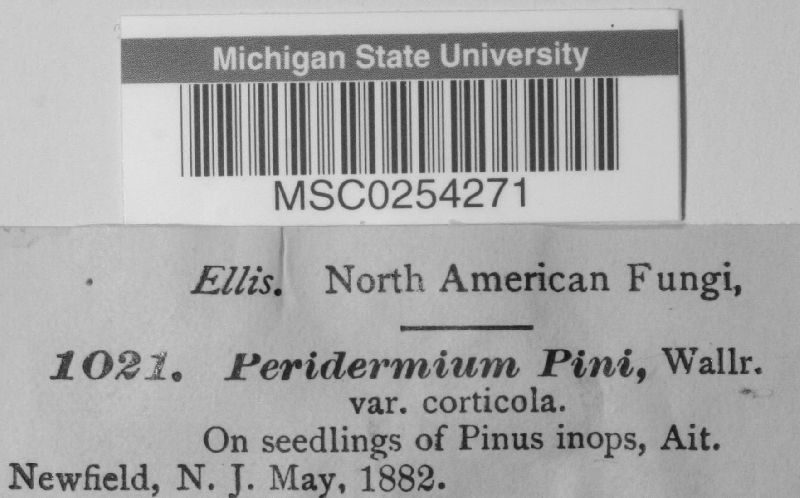 Michigan State University
MSC0254271
Ellis. North American Fungi,
1021. Peridermium Pini, Wallr.
var. corticola.
On seedlings of Pinus inops, Ait.
Newfield, N. J. May, 1882.